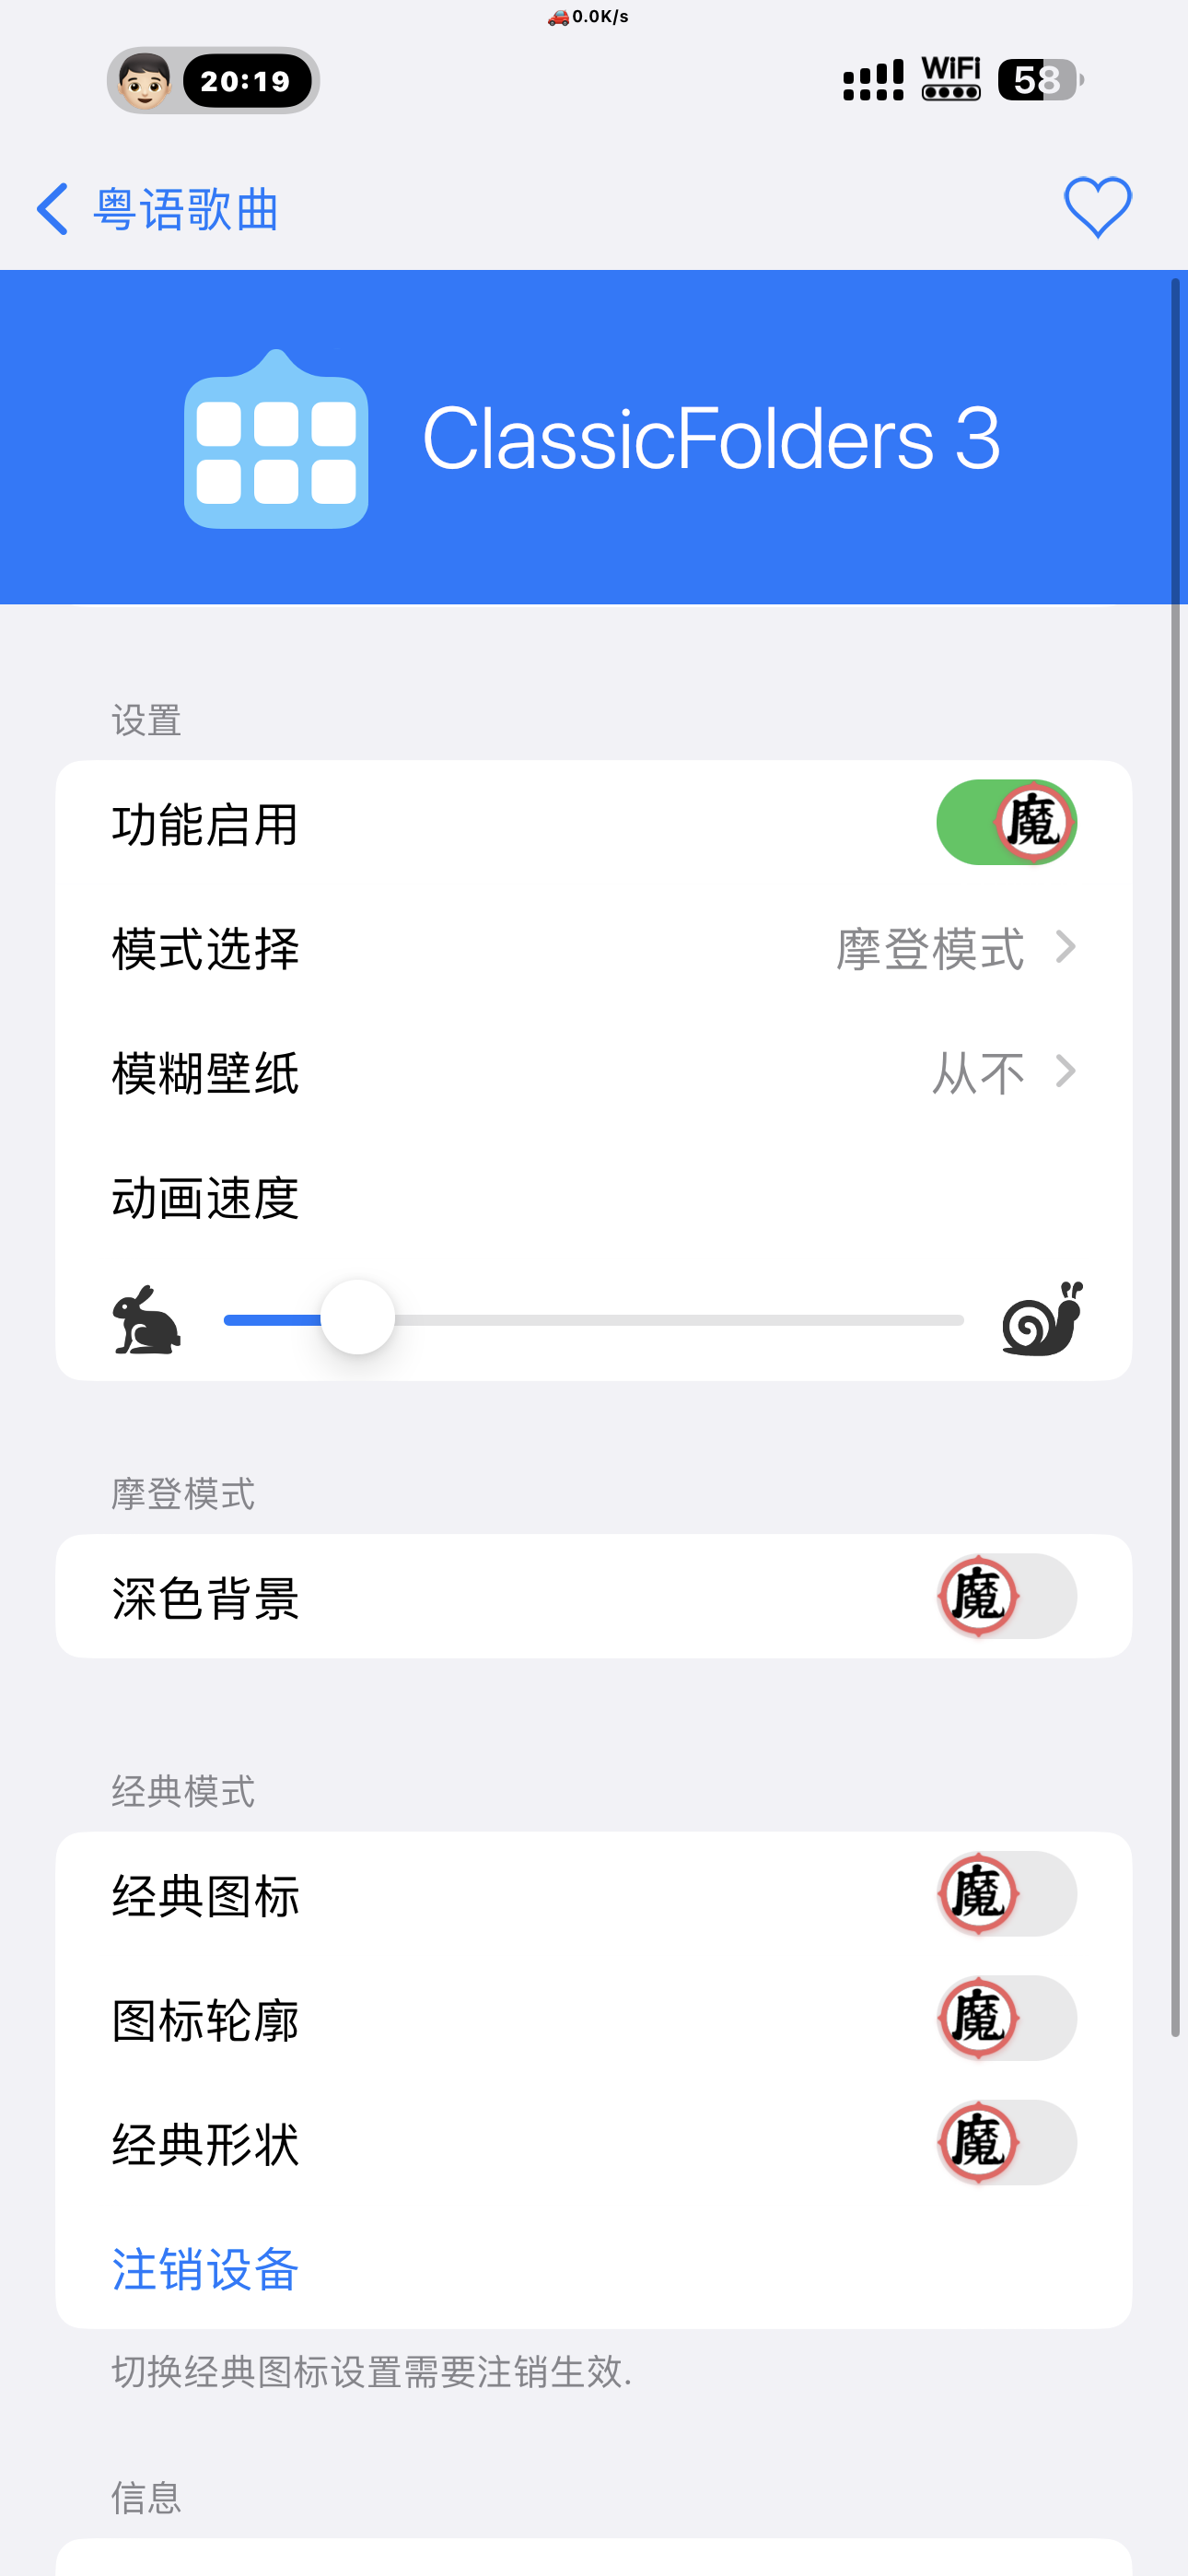 🚗0.0K/s
20:19
WiFi
58
粤语歌曲
ClassicFolders 3
设置
功能启用
魔
模式选择
摩登模式
模糊壁纸
从不
动画速度
摩登模式
深色背景
魔
经典模式
经典图标
魔
图标轮廓
魔
经典形状
魔
注销设备
切换经典图标设置需要注销生效.
信息